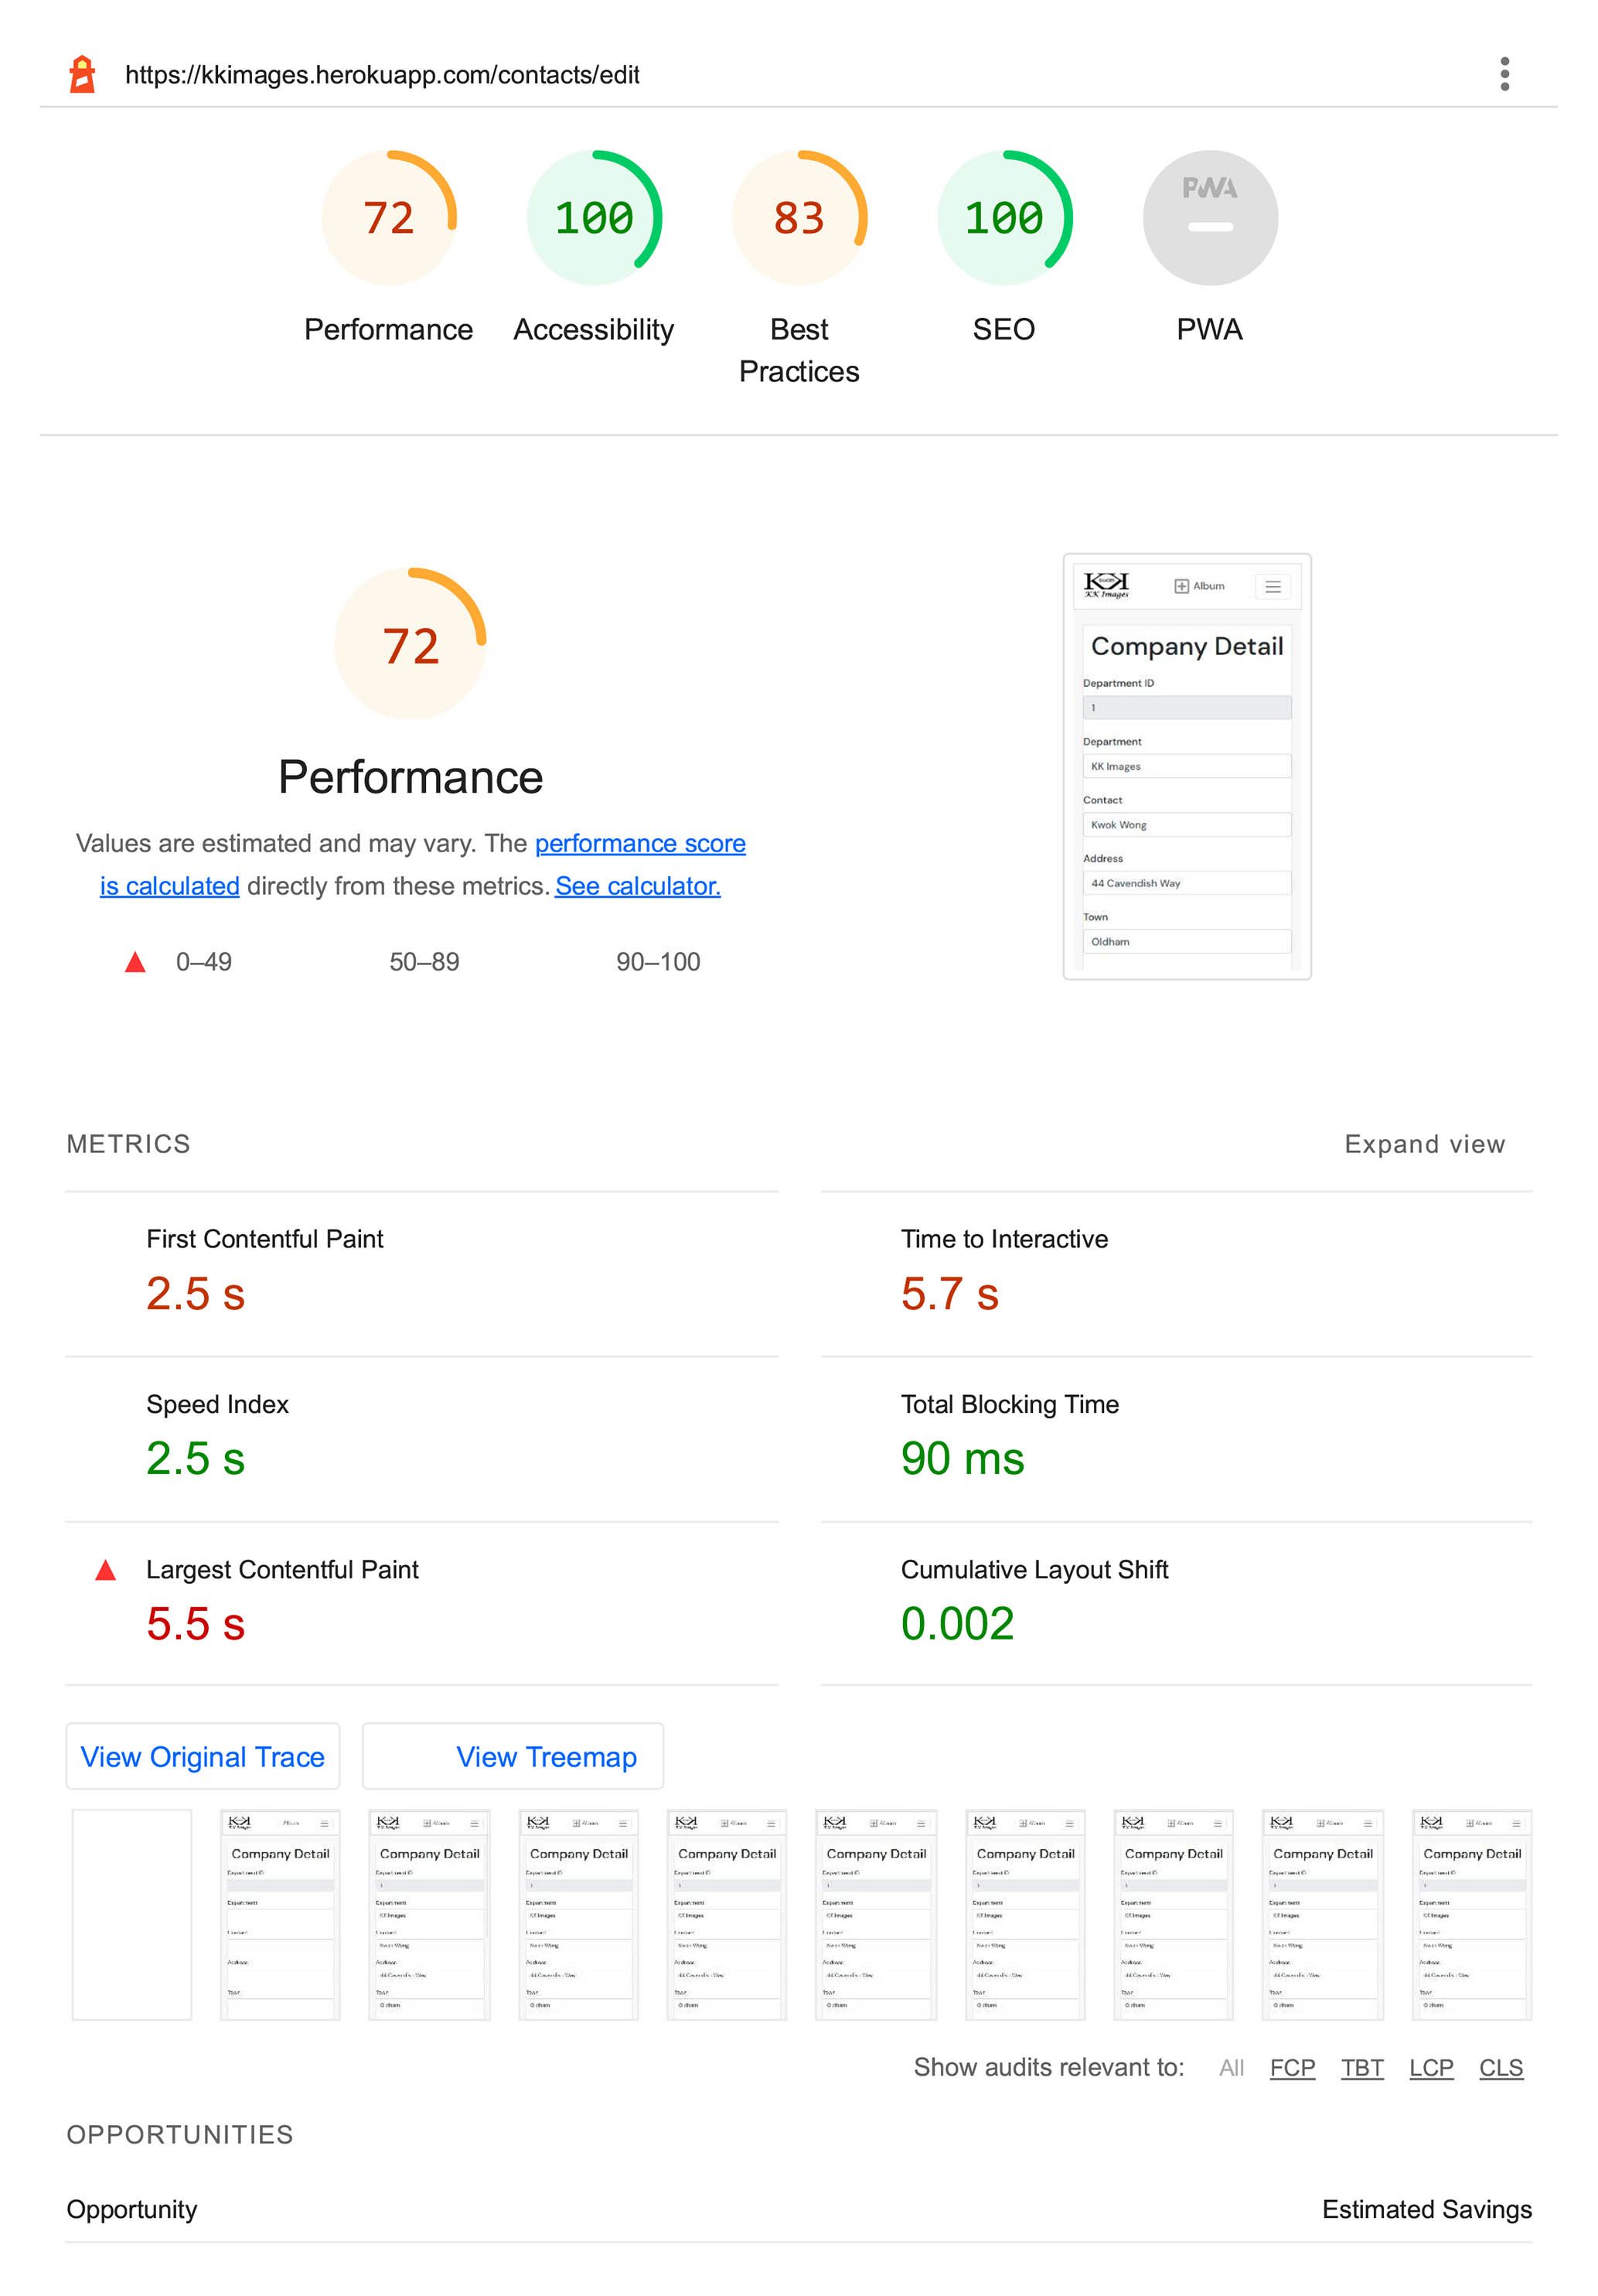 https://kkimages.herokuapp.com/contacts/edit
72
100
83
100
PWA
Performance
Accessibility
Best
Practices
SEO
PWA
72
Performance
Values are estimated and may vary. The performance score
is calculated directly from these metrics. See calculator.
0–49
50–89
90–100
KK Images
Album
Company Detail
Department ID
1
Department
KK Images
Contact
Kwok Wong
Address
44 Cavendish Way
Town
Oldham
METRICS
Expand view
First Contentful Paint
2.5 s
Time to Interactive
5.7 s
Speed Index
2.5 s
Total Blocking Time
90 ms
Largest Contentful Paint
5.5 s
Cumulative Layout Shift
0.002
View Original Trace
View Treemap
Company Detail
Company Detail
Company Detail
Company Detail
Company Detail
Company Detail
Company Detail
Company Detail
Company Detail
Show audits relevant to: All FCP TBT LCP CLS
OPPORTUNITIES
Opportunity
Estimated Savings